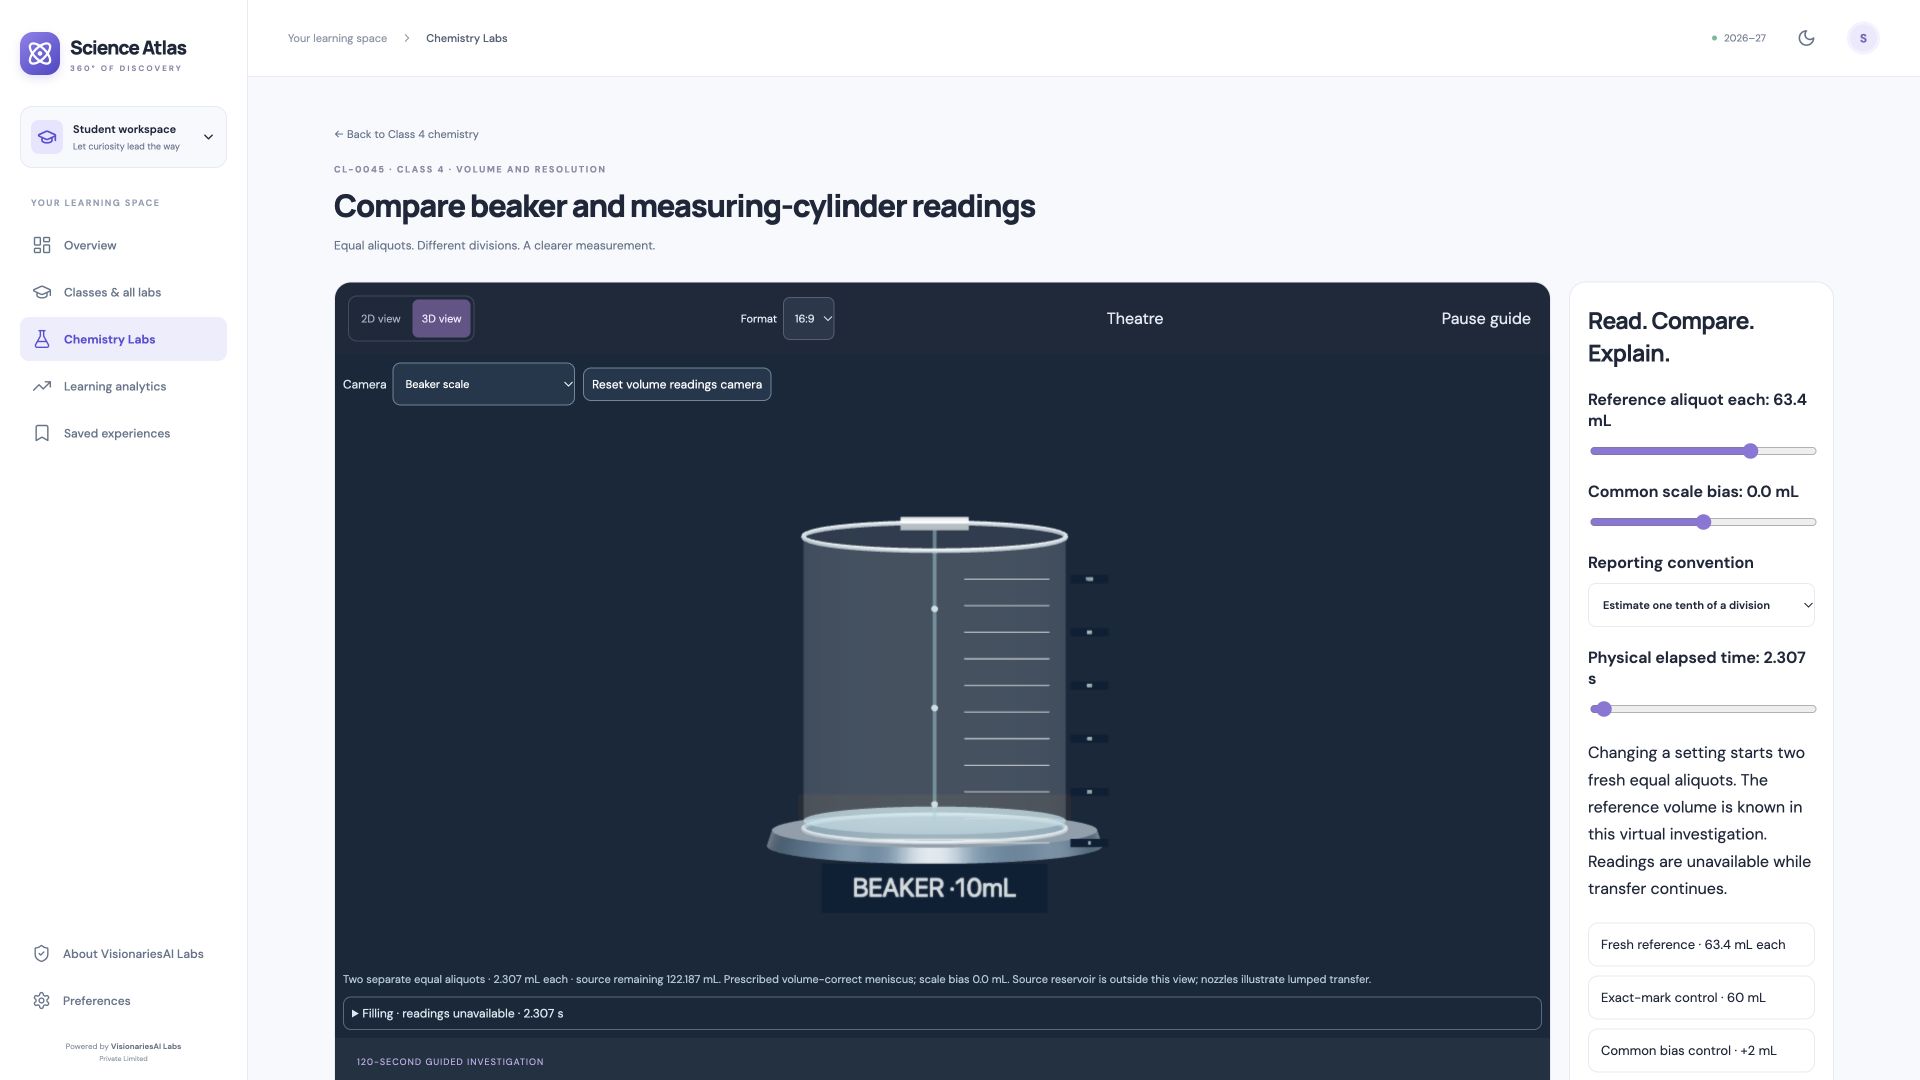 Science Atlas
360° OF DISCOVERY
Student workspace
Let curiosity lead the way
YOUR LEARNING SPACE
Overview
Classes & all labs
Chemistry Labs
Learning analytics
Saved experiences
About VisionariesAI Labs
Preferences
Powered by VisionariesAI Labs
Private Limited
Your learning space
Chemistry Labs
2026–27
S
← Back to Class 4 chemistry
CL-0045 · CLASS 4 · VOLUME AND RESOLUTION
Compare beaker and measuring-cylinder readings
Equal aliquots. Different divisions. A clearer measurement.
2D view
3D view
Format
16:9
Theatre
Pause guide
Camera
Beaker scale
Reset volume readings camera
BEAKER ·10mL
Two separate equal aliquots · 2.307 mL each · source remaining 122.187 mL. Prescribed volume-correct meniscus; scale bias 0.0 mL. Source reservoir is outside this view; nozzles illustrate lumped transfer.
Filling · readings unavailable · 2.307 s
120-SECOND GUIDED INVESTIGATION
Read. Compare.
Explain.
Reference aliquot each: 63.4
mL
Common scale bias: 0.0 mL
Reporting convention
Estimate one tenth of a division
Physical elapsed time: 2.307
s
Changing a setting starts two
fresh equal aliquots. The
reference volume is known in
this virtual investigation.
Readings are unavailable while
transfer continues.
Fresh reference · 63.4 mL each
Exact-mark control · 60 mL
Common bias control · +2 mL